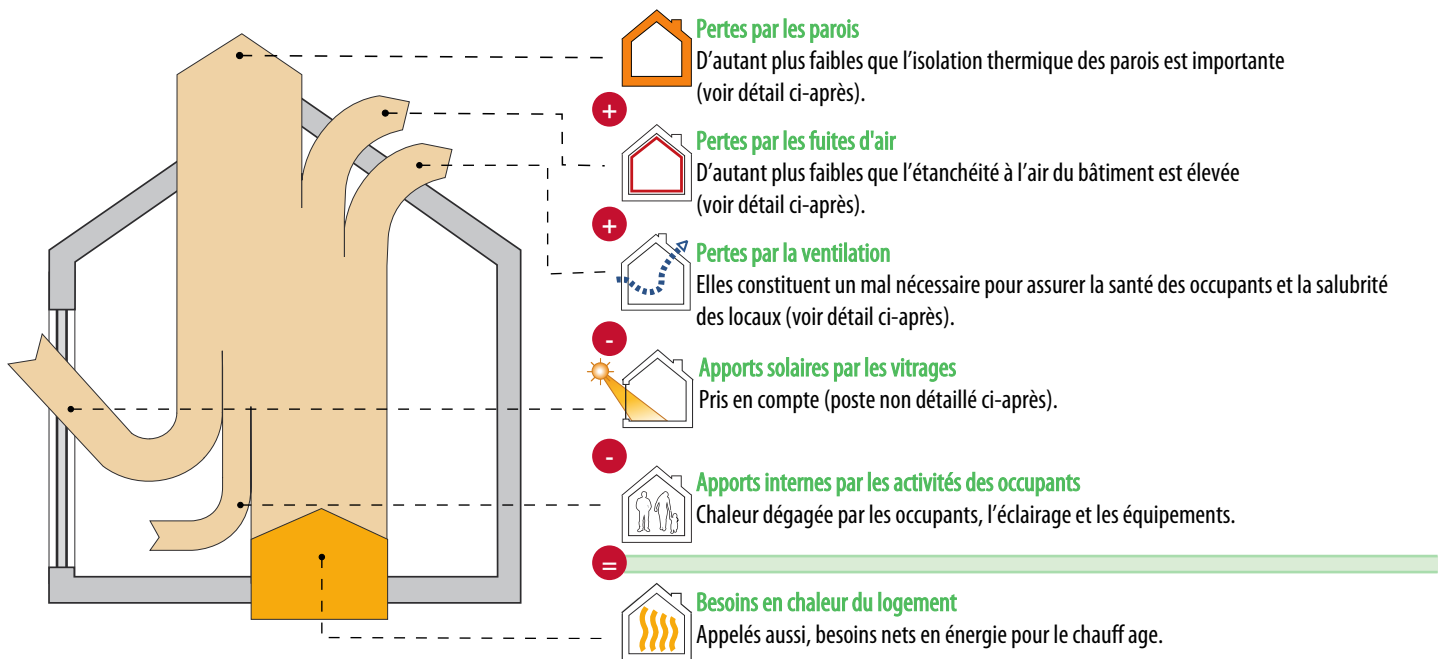 Pertes par les parois
D'autant plus faibles que l'isolation thermique des parois est importante
(voir détail ci-après).
+
Pertes par les fuites d'air
D'autant plus faibles que l'étanchéité à l'air du bâtiment est élevée
(voir détail ci-après).
+
Pertes par la ventilation
Elles constituent un mal nécessaire pour assurer la santé des occupants et la salubrité
des locaux (voir détail ci-après).
-
Apports solaires par les vitrages
Pris en compte (poste non détaillé ci-après).
-
Apports internes par les activités des occupants
Chaleur dégagée par les occupants, l'éclairage et les équipements.
=
Besoins en chaleur du logement
Appelés aussi, besoins nets en énergie pour le chauff age.